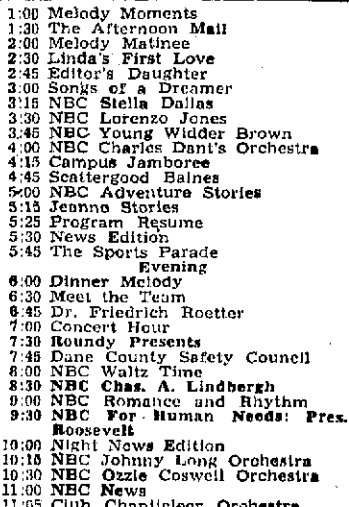 1:00 Melody Moments
1:30 The Afternoon Mail
2:00 Melody Matinee
2:30 Linda's First Love
2:45 Editor's Daughter
3:00 Songs of a Dreamer
3:15 NBC Stella Dallas
3:30 NBC Lorenzo Jones
3:45 NBC Young Widder Brown
4:00 NBC Charles Dant's Orchestra
4:15 Campus Jamboree
4:45 Scattergood Baines
5:00 NBC Adventure Stories
5:15 Jeanne Stories
5:25 Program Resume
5:30 News Edition
5:45 The Sports Parade
Evening
6:00 Dinner Melody
6:30 Meet the Team
6:45 Dr. Friedrich Roetter
7:00 Concert Hour
7:30 Roundy Presents
7:45 Dane County Safety Council
8:00 NBC Waltz Time
8:30 NBC Chas. A. Lindbergh
9:00 NBC Romance and Rhythm
9:30 NBC For Human Needs: Pres.
Roosevelt
10:00 Night News Edition
10:15 NBC Johnny Long Orchestra
10:30 NBC Ozzie Coswell Orchestra
11:00 NBC News
11:05 Club Orchestra